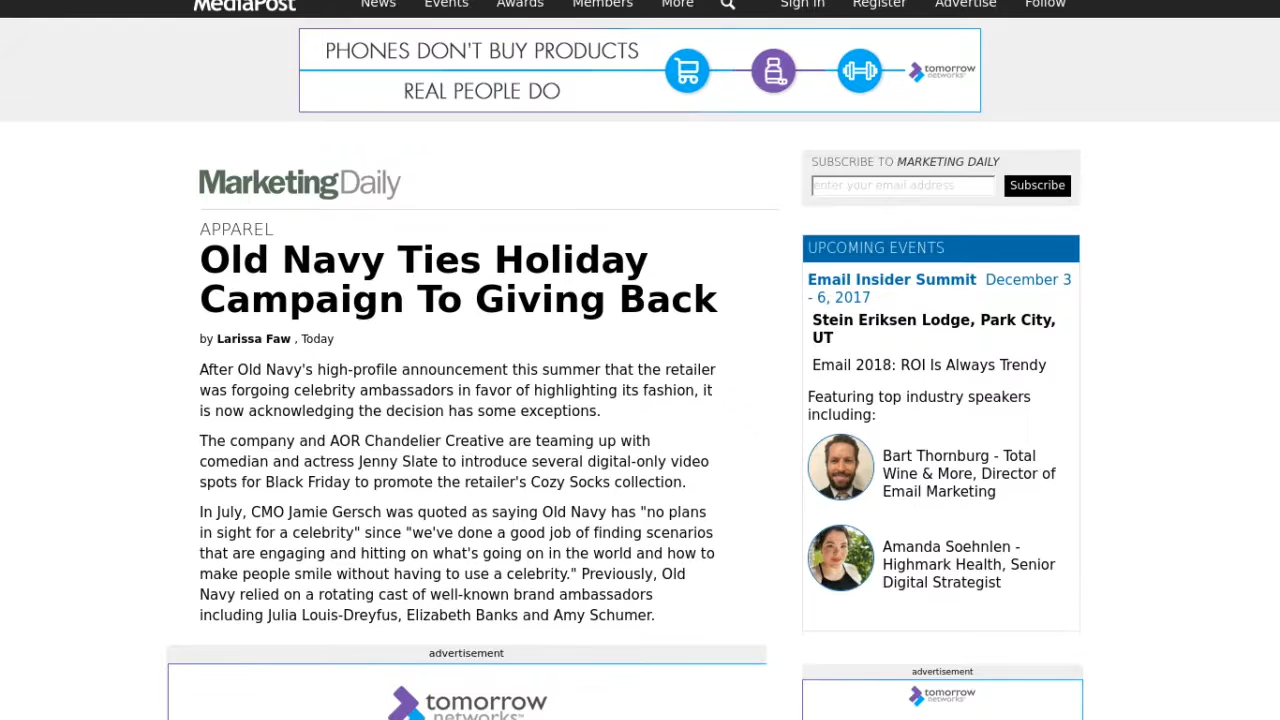 MediaPost
News Events Awards Members More Sign In Register Advertise Follow
PHONES DON'T BUY PRODUCTS
REAL PEOPLE DO
tomorrow
networks
MarketingDaily
APPAREL
Old Navy Ties Holiday
Campaign To Giving Back
by Larissa Faw , Today
After Old Navy's high-profile announcement this summer that the retailer
was forgoing celebrity ambassadors in favor of highlighting its fashion, it
is now acknowledging the decision has some exceptions.
The company and AOR Chandelier Creative are teaming up with
comedian and actress Jenny Slate to introduce several digital-only video
spots for Black Friday to promote the retailer's Cozy Socks collection.
In July, CMO Jamie Gersch was quoted as saying Old Navy has "no plans
in sight for a celebrity" since "we've done a good job of finding scenarios
that are engaging and hitting on what's going on in the world and how to
make people smile without having to use a celebrity." Previously, Old
Navy relied on a rotating cast of well-known brand ambassadors
including Julia Louis-Dreyfus, Elizabeth Banks and Amy Schumer.
advertisement
tomorrow
networks™
SUBSCRIBE TO MARKETING DAILY
enter your email address Subscribe
UPCOMING EVENTS
Email Insider Summit December 3
- 6, 2017
Stein Eriksen Lodge, Park City,
UT
Email 2018: ROI Is Always Trendy
Featuring top industry speakers
including:
Bart Thornburg - Total
Wine & More, Director of
Email Marketing
Amanda Soehnlen -
Highmark Health, Senior
Digital Strategist
advertisement
tomorrow
networks